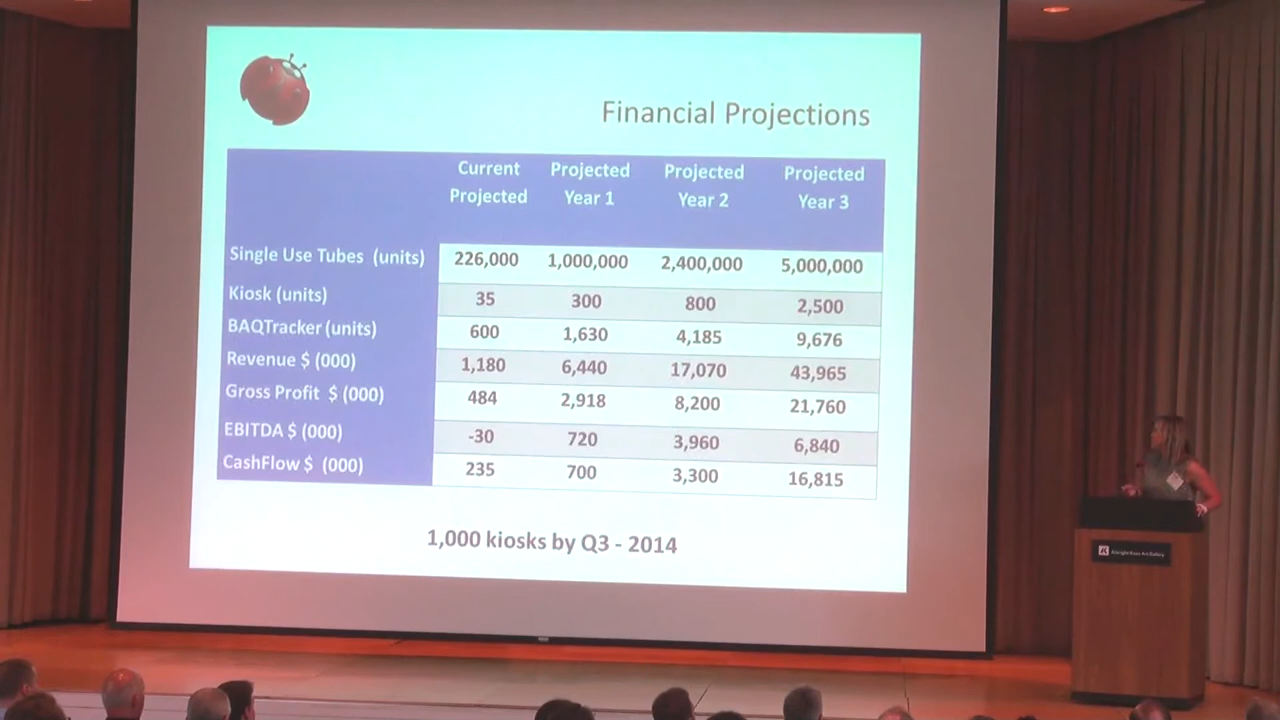 Financial Projections
Current Projected Projected Projected
Projected Year 1 Year 2 Year 3
Single Use Tubes (units) 226,000 1,000,000 2,400,000 5,000,000
Kiosk (units) 35 300 800 2,500
BAQTracker (units) 600 1,630 4,185 9,676
Revenue $ (000) 1,180 6,440 17,070 43,965
Gross Profit $ (000) 484 2,918 8,200 21,760
EBITDA $ (000) -30 720 3,960 6,840
CashFlow $ (000) 235 700 3,300 16,815
1,000 kiosks by Q3 - 2014
Albright-Knox Art Gallery